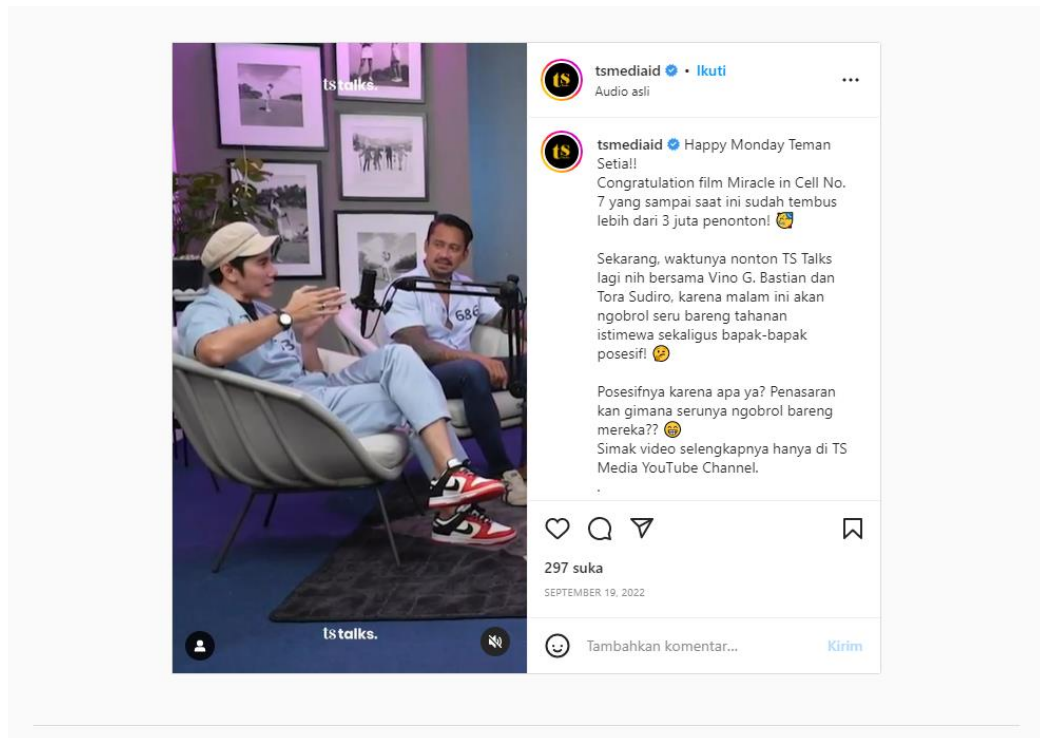 ts talks.
686
ts talks.
ts
tsmediaid • Ikuti
Audio asli
ts
tsmediaid Happy Monday Teman
Setia!!
Congratulation film Miracle in Cell No.
7 yang sampai saat ini sudah tembus
lebih dari 3 juta penonton!
Sekarang, waktunya nonton TS Talks
lagi nih bersama Vino G. Bastian dan
Tora Sudiro, karena malam ini akan
ngobrol seru bareng tahanan
istimewa sekaligus bapak-bapak
posesif!
Posesifnya karena apa ya? Penasaran
kan gimana serunya ngobrol bareng
mereka??
Simak video selengkapnya hanya di TS
Media YouTube Channel.
.
297 suka
SEPTEMBER 19, 2022
Tambahkan komentar...
Kirim